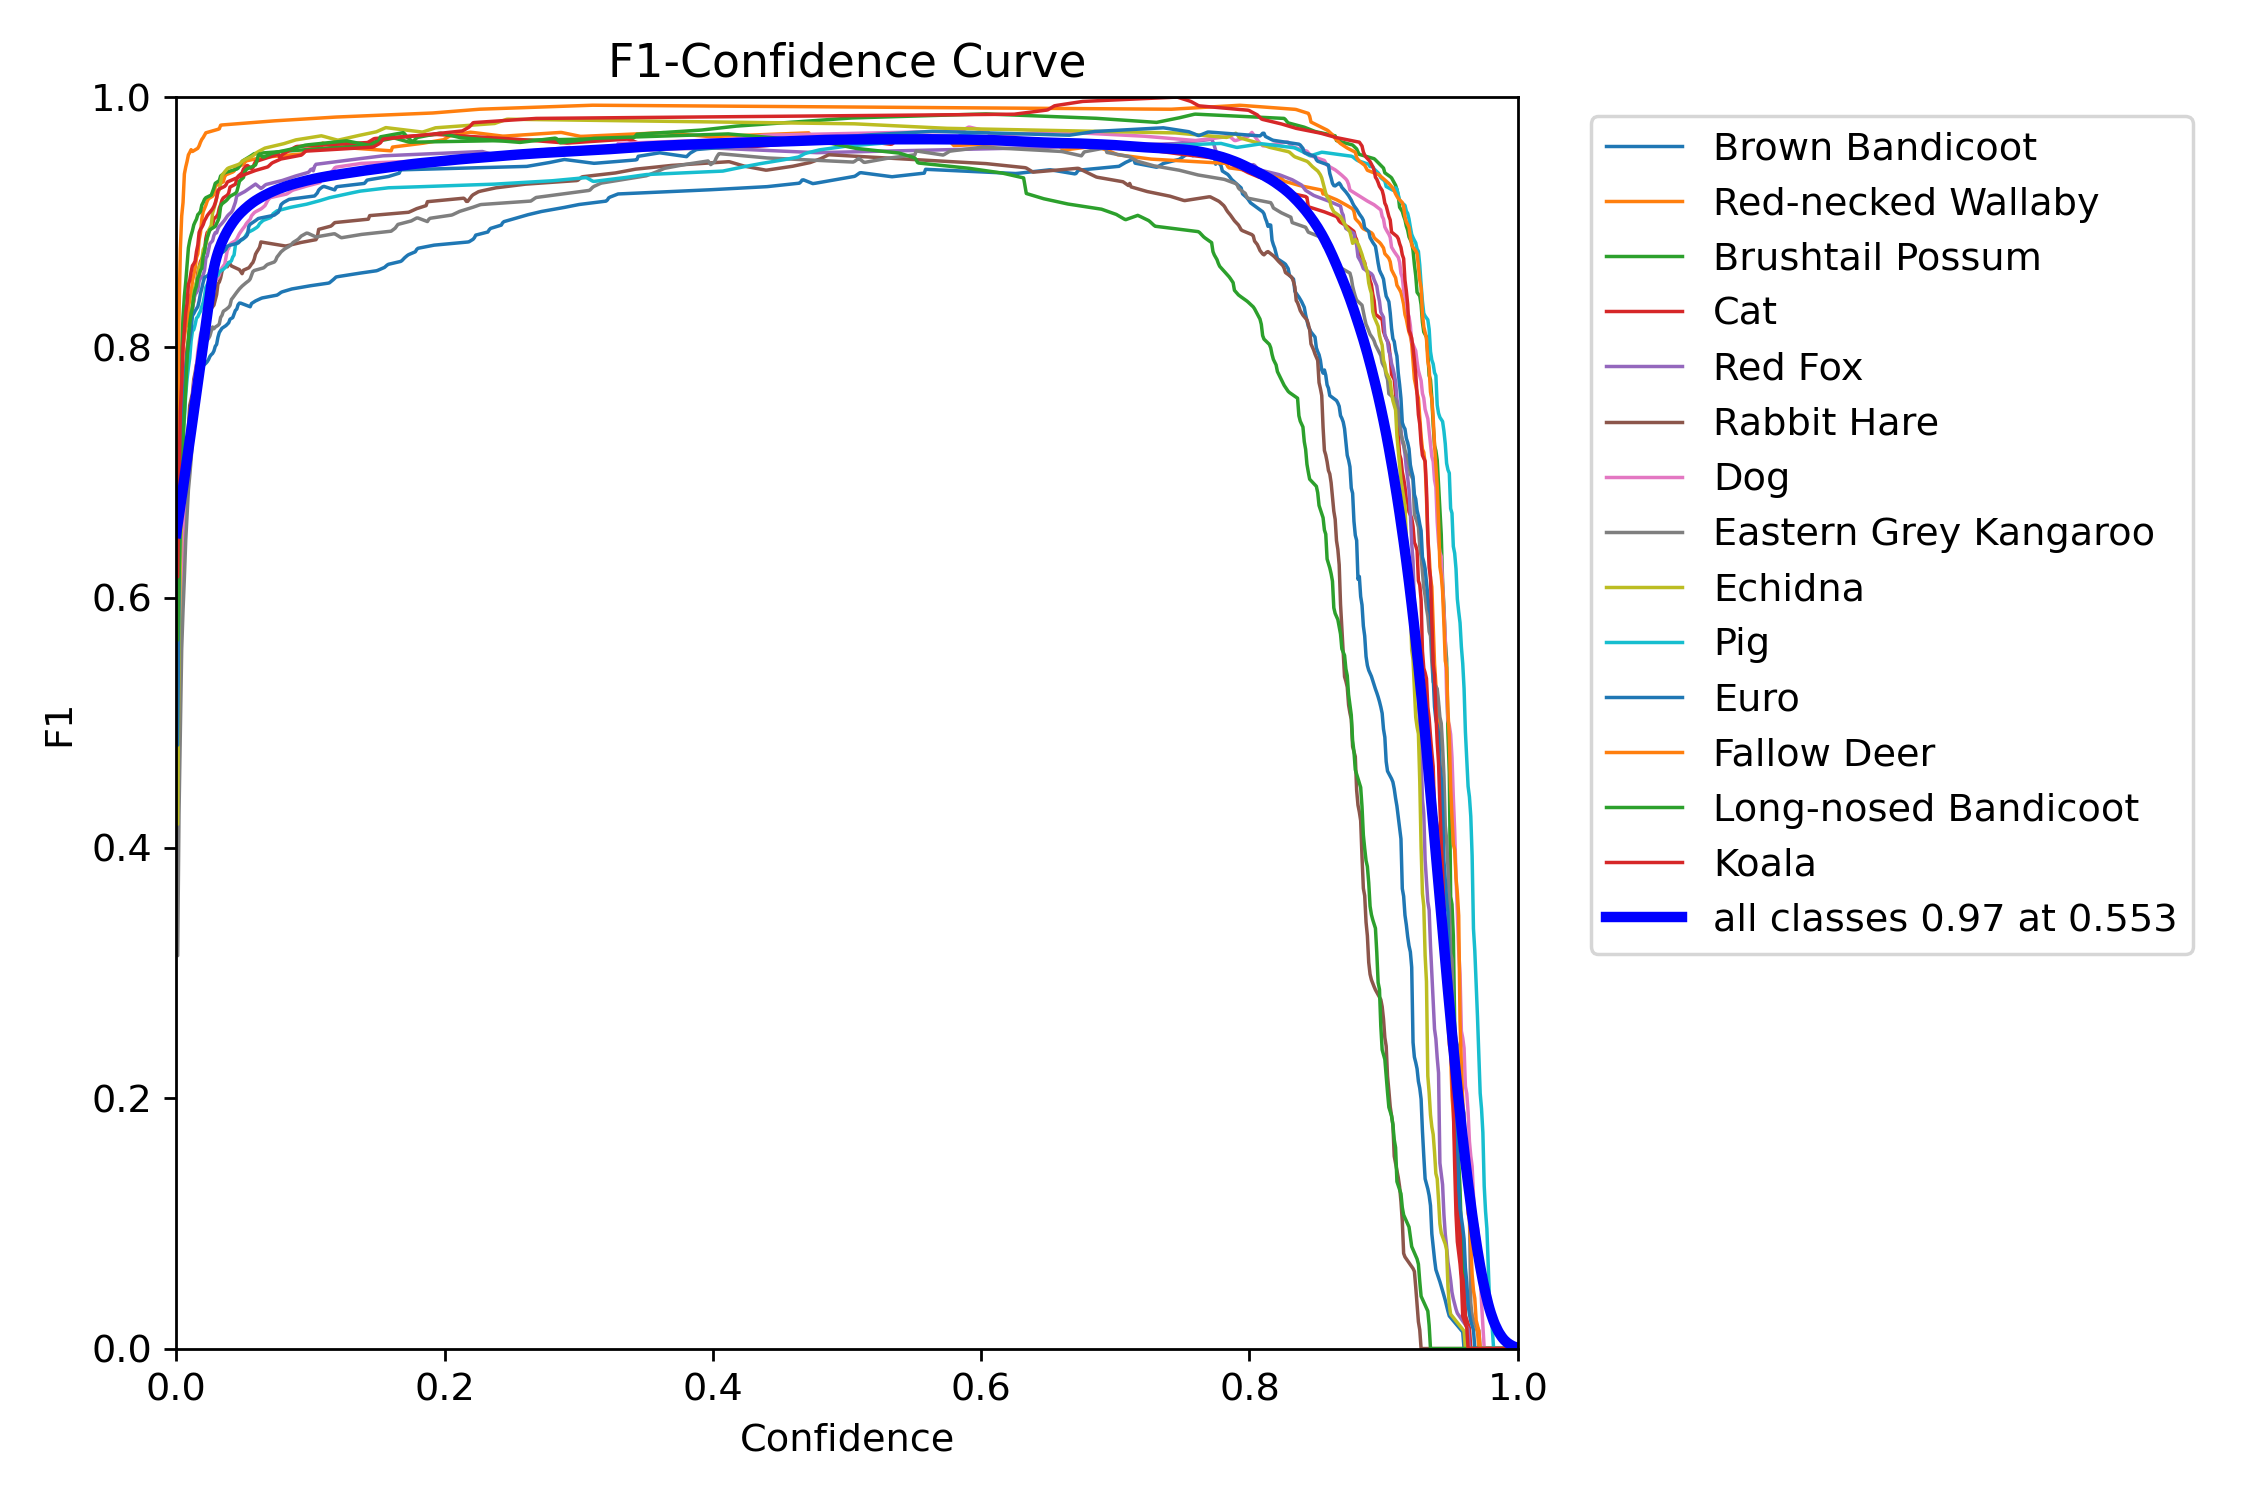 F1-Confidence Curve
1.0
0.8
0.6
0.4
0.2
0.0
F1
0.0 0.2 0.4 0.6 0.8 1.0
Confidence
Brown Bandicoot
Red-necked Wallaby
Brushtail Possum
Cat
Red Fox
Rabbit Hare
Dog
Eastern Grey Kangaroo
Echidna
Pig
Euro
Fallow Deer
Long-nosed Bandicoot
Koala
all classes 0.97 at 0.553